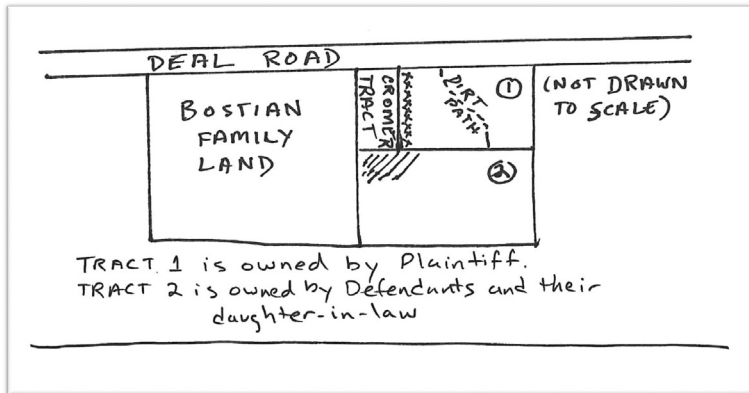 DEAL ROAD
BOSTIAN
FAMILY
LAND
CROMER
TRACT
DIRT
PATH
1
(NOT DRAWN
TO SCALE)
2
TRACT 1 is owned by Plaintiff.
TRACT 2 is owned by Defendants and their
daughter-in-law